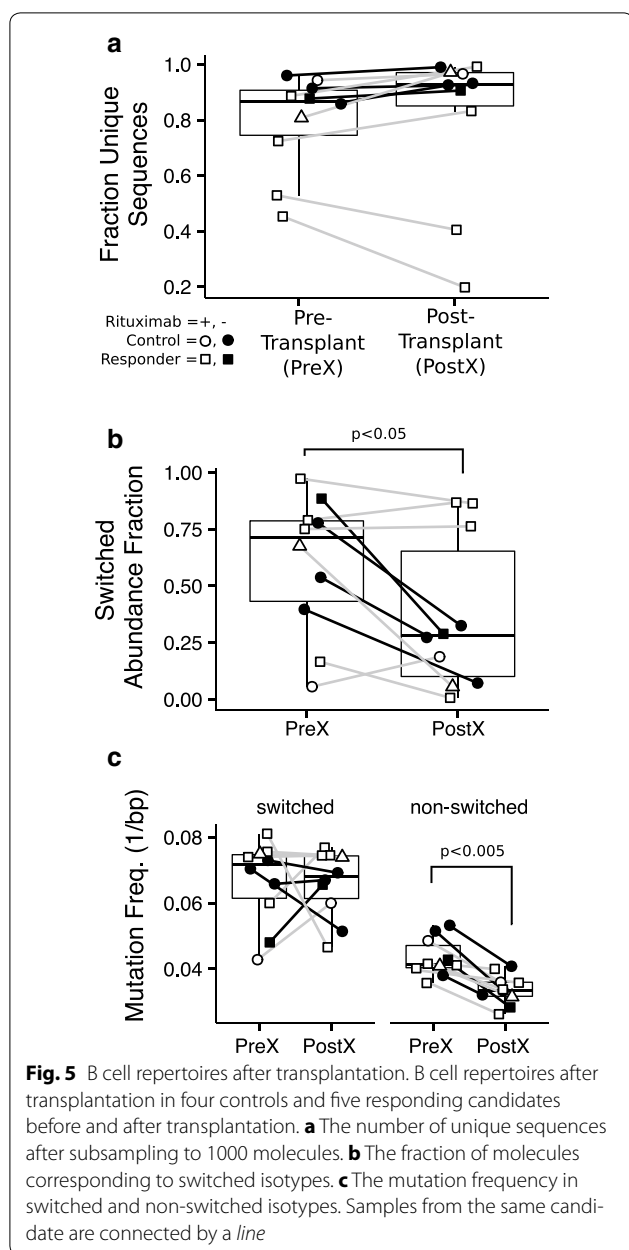 a
Fraction Unique
Sequences
1.0
0.8
0.6
0.4
0.2
Rituximab =+, -
Control =○, ●
Responder =□, ■
Pre-
Transplant
(PreX)
Post-
Transplant
(PostX)
b
p<0.05
Switched
Abundance Fraction
1.00
0.75
0.50
0.25
0.00
PreX
PostX
c
switched
non-switched
Mutation Freq. (1/bp)
0.08
0.06
0.04
p<0.005
PreX
PostX
PreX
PostX
Fig. 5 B cell repertoires after transplantation. B cell repertoires after
transplantation in four controls and five responding candidates
before and after transplantation. a The number of unique sequences
after subsampling to 1000 molecules. b The fraction of molecules
corresponding to switched isotypes. c The mutation frequency in
switched and non-switched isotypes. Samples from the same candi-
date are connected by a line